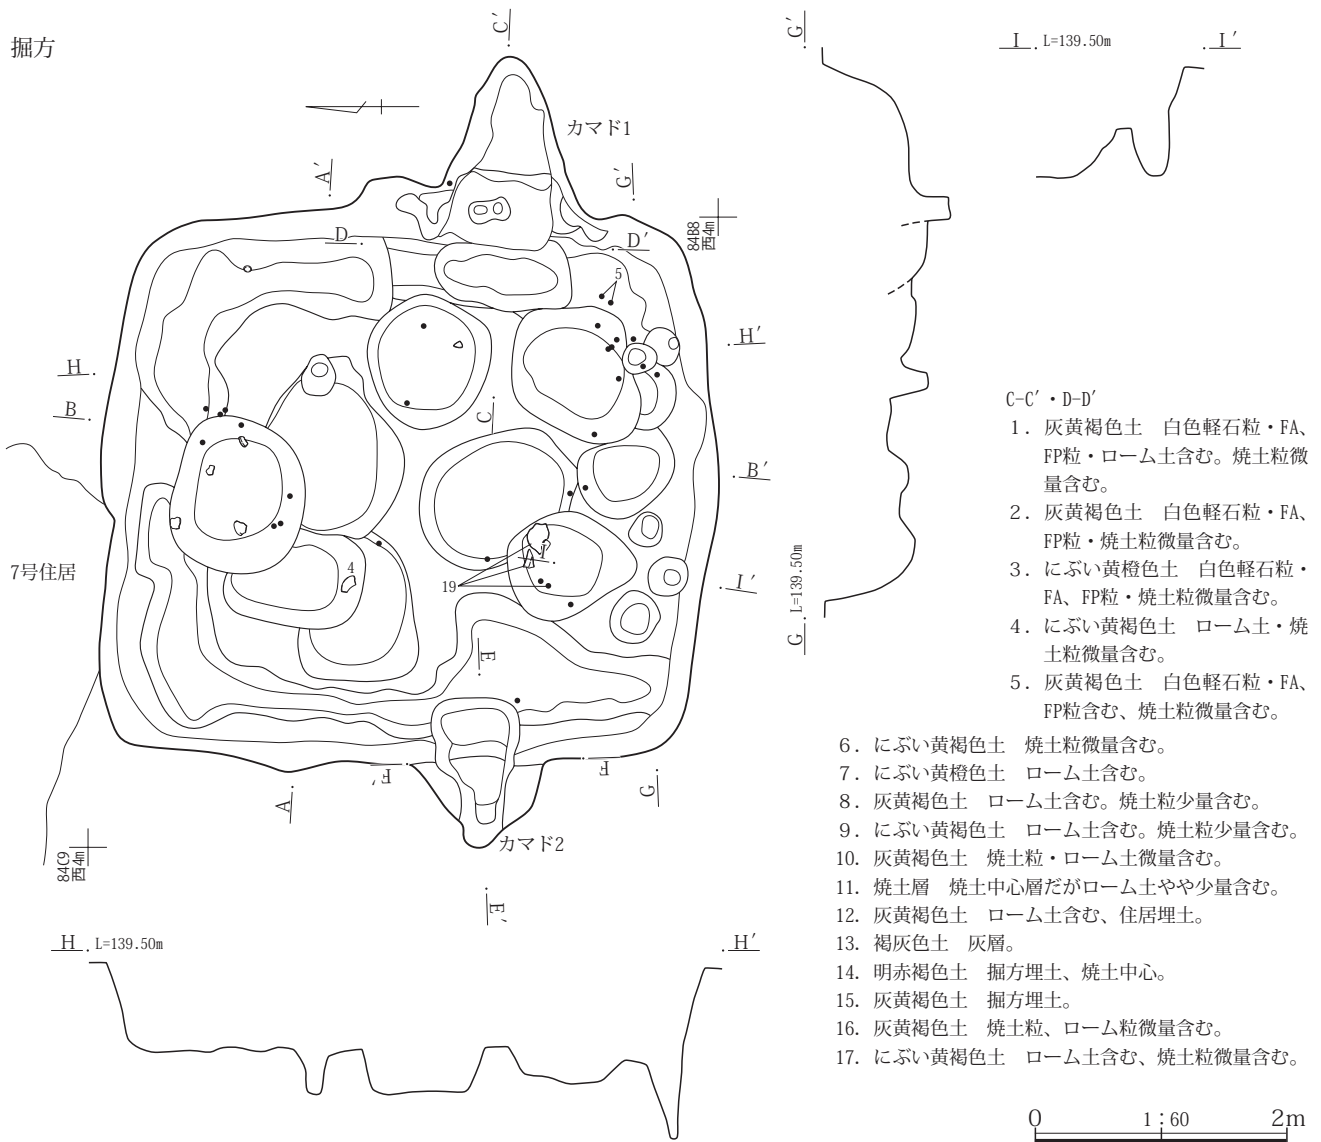 掘方
C′
カマド1
A′
G′
84B8
西4m
D
D′
5
H
H′
B
C
B′
7号住居
4
19
I
I′
E
F′
F
A
G
84C9
西4m
カマド2
E′
G′
G L=139.50m
I L=139.50m I′
H L=139.50m H′
C-C′・D-D′
1. 灰黄褐色土　白色軽石粒・FA、
FP粒・ローム土含む。焼土粒微
量含む。
2. 灰黄褐色土　白色軽石粒・FA、
FP粒・焼土粒微量含む。
3. にぶい黄橙色土　白色軽石粒・
FA、FP粒・焼土粒微量含む。
4. にぶい黄褐色土　ローム土・焼
土粒微量含む。
5. 灰黄褐色土　白色軽石粒・FA、
FP粒含む、焼土粒微量含む。
6. にぶい黄褐色土　焼土粒微量含む。
7. にぶい黄橙色土　ローム土含む。
8. 灰黄褐色土　ローム土含む。焼土粒少量含む。
9. にぶい黄褐色土　ローム土含む。焼土粒少量含む。
10. 灰黄褐色土　焼土粒・ローム土微量含む。
11. 焼土層　焼土中心層だがローム土やや少量含む。
12. 灰黄褐色土　ローム土含む、住居埋土。
13. 褐灰色土　灰層。
14. 明赤褐色土　掘方埋土、焼土中心。
15. 灰黄褐色土　掘方埋土。
16. 灰黄褐色土　焼土粒、ローム粒微量含む。
17. にぶい黄褐色土　ローム土含む、焼土粒微量含む。
0 1：60 2m